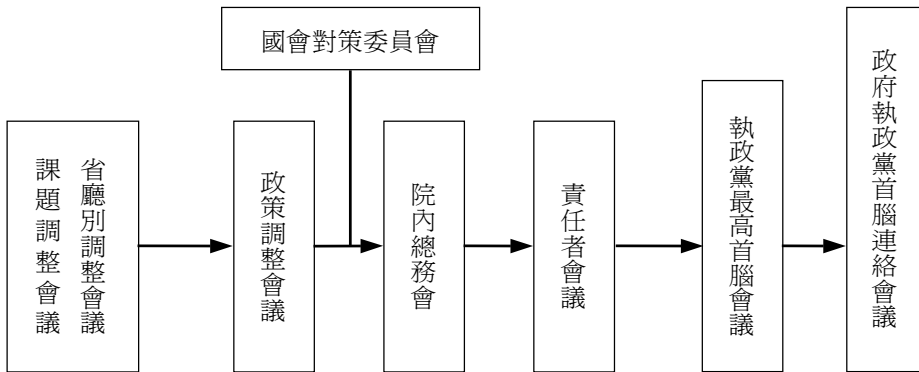 國會對策委員會
省廳別調整會議
課題調整會議
政策調整會議
院內總務會
責任者會議
執政黨最高首腦會議
政府執政黨首腦連絡會議